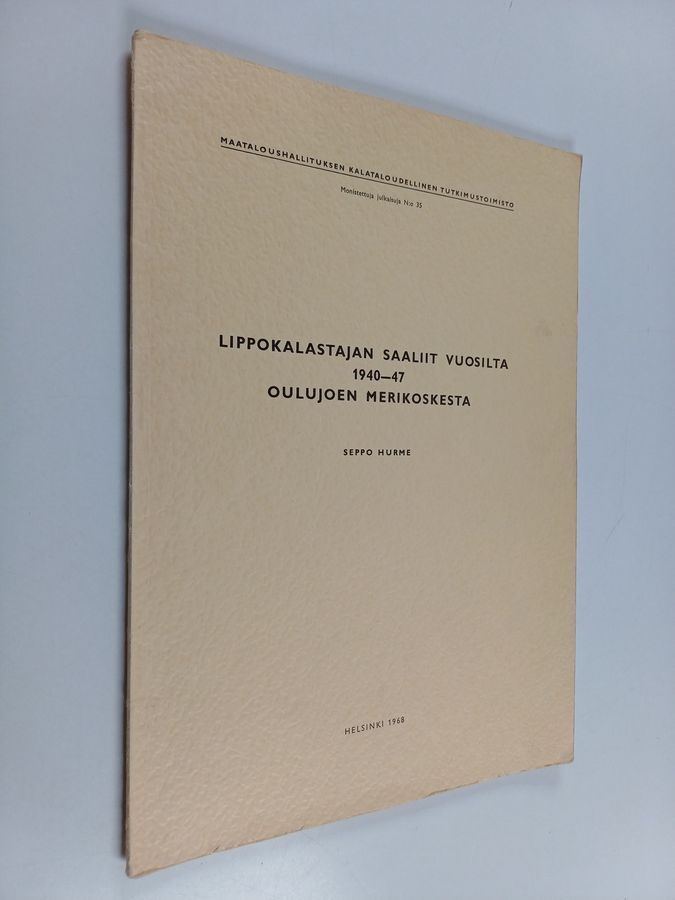 MAATALOUSHALLITUKSEN KALATALOUDELLINEN TUTKIMUSTOIMISTO
Monistettuja julkaisuja N:o 35
LIPPOKALASTAJAN SAALIIT VUOSILTA
1940—47
OULUJOEN MERIKOSKESTA
SEPPO HURME
HELSINKI 1968